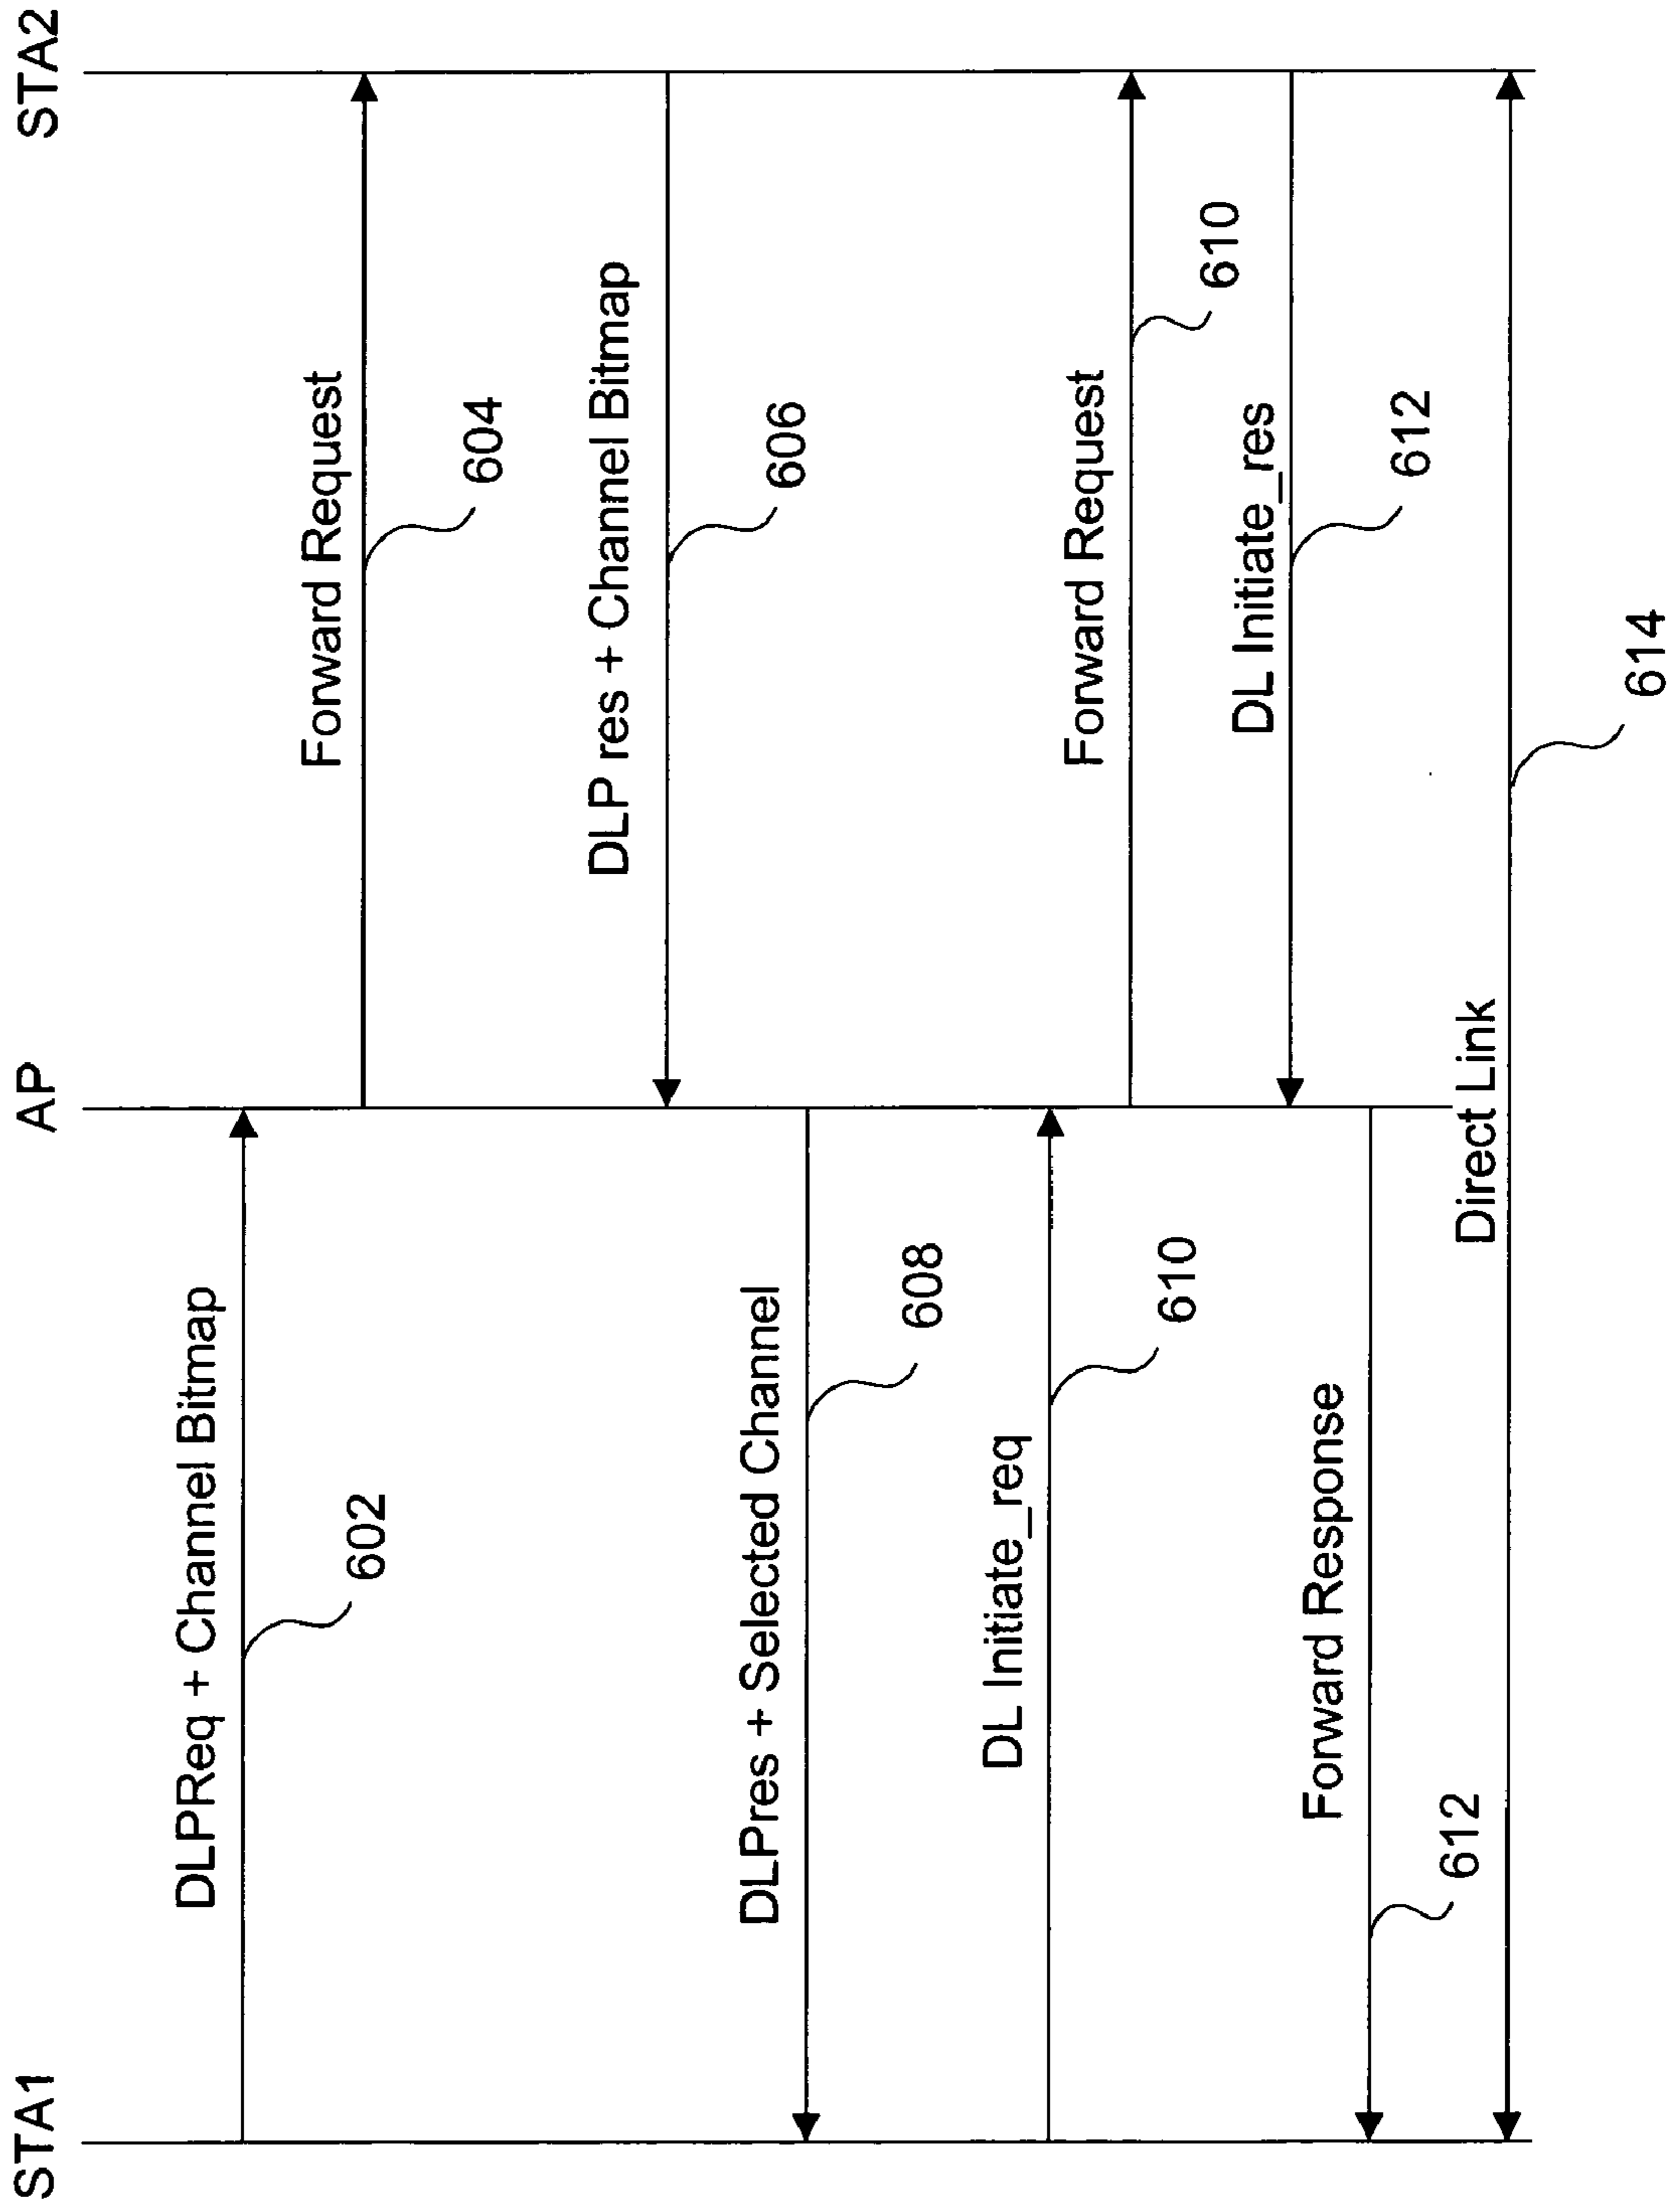 STA1
AP
STA2
DLPReq + Channel Bitmap
602
Forward Request
604
DLP res + Channel Bitmap
606
DLPres + Selected Channel
608
DL Initiate_req
610
Forward Request
610
DL Initiate_res
612
Forward Response
612
Direct Link
614